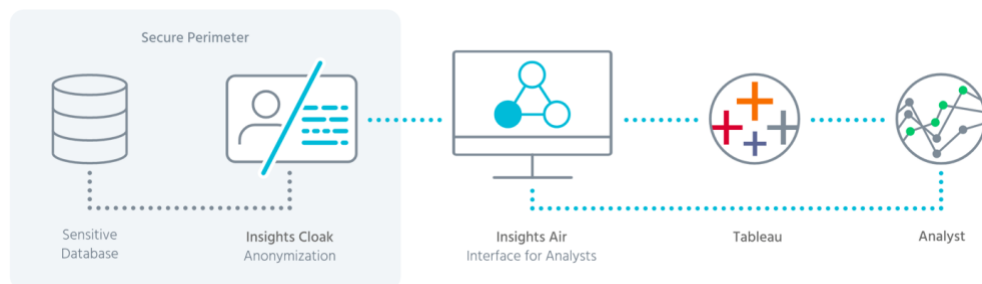 Secure Perimeter
Sensitive
Database
Insights Cloak
Anonymization
Insights Air
Interface for Analysts
Tableau
Analyst